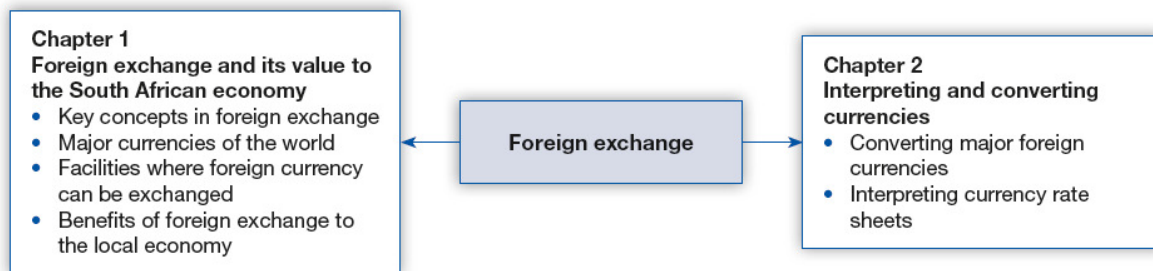 Chapter 1
Foreign exchange and its value to
the South African economy
• Key concepts in foreign exchange
• Major currencies of the world
• Facilities where foreign currency
can be exchanged
• Benefits of foreign exchange to
the local economy
Foreign exchange
Chapter 2
Interpreting and converting
currencies
• Converting major foreign
currencies
• Interpreting currency rate
sheets